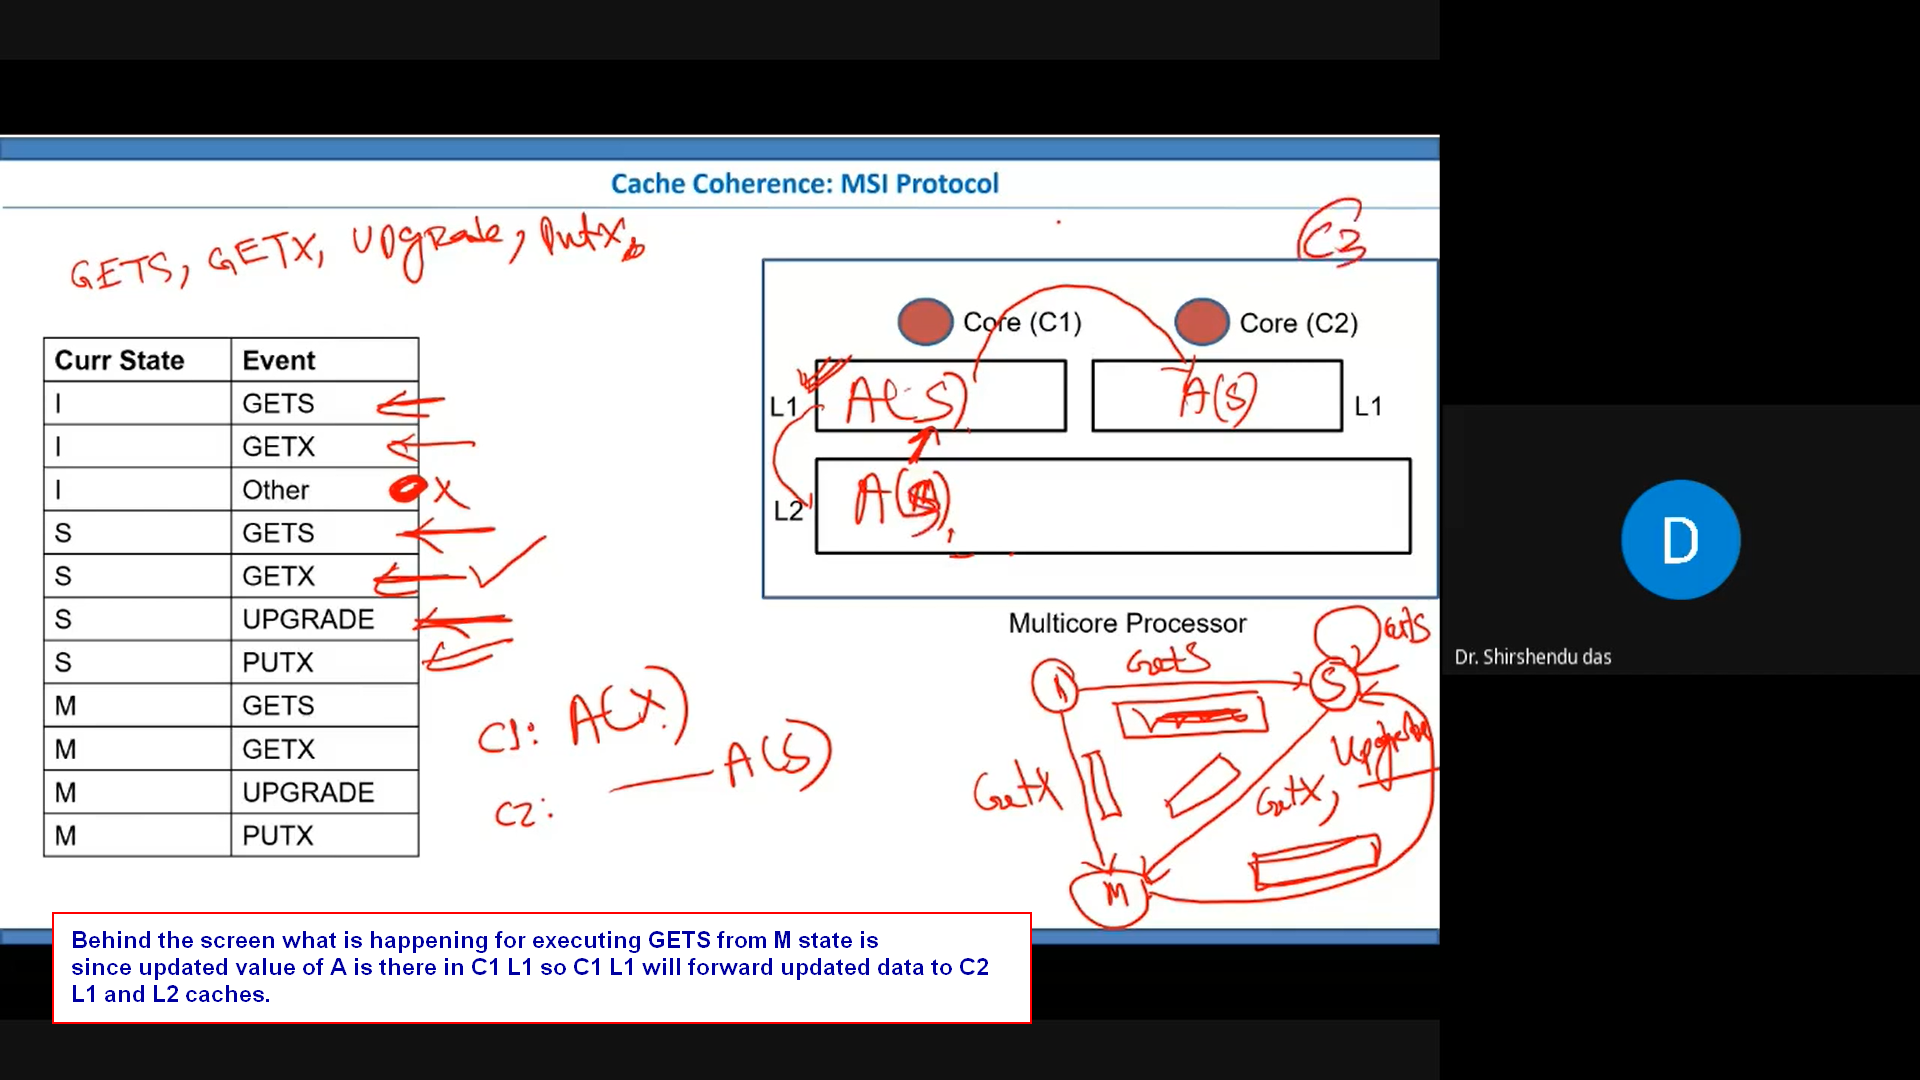 Cache Coherence: MSI Protocol
GETS, GETX, Upgrade, PutX
C3
Core (C1)
Core (C2)
Curr State Event
I GETS
I GETX
I Other X
S GETS
S GETX
S UPGRADE
S PUTX
M GETS
M GETX
M UPGRADE
M PUTX
L1 A(S)
A(S) L1
L2 A(S)
Multicore Processor
C1: A(X)
C2: A(S)
GetS
GetS
I
S
GetX
GetX, Upgrade
M
Behind the screen what is happening for executing GETS from M state is
since updated value of A is there in C1 L1 so C1 L1 will forward updated data to C2
L1 and L2 caches.
D
Dr. Shirshendu das